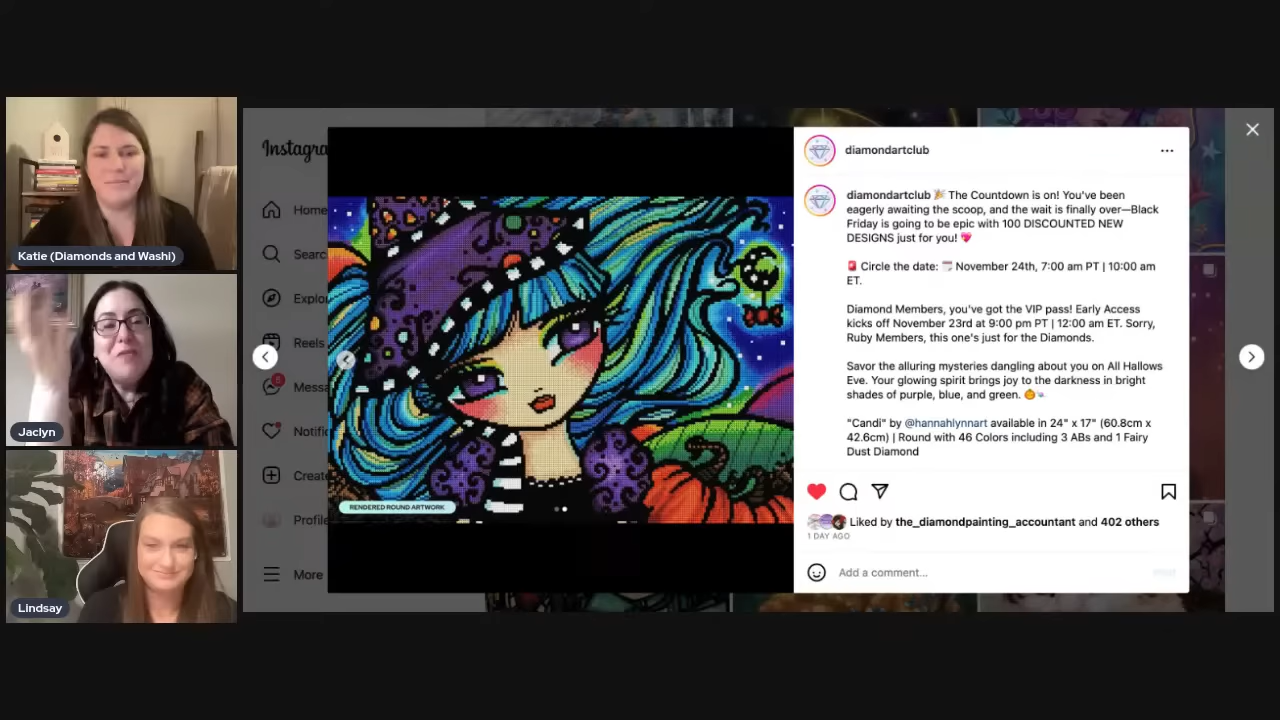 Katie (Diamonds and Washi)
Jaclyn
Lindsay
Instagra
Home
Searc
Explo
Reels
Messa
Notific
Create
Profile
More
RENDERED ROUND ARTWORK
diamondartclub
diamondartclub 🎉 The Countdown is on! You've been
eagerly awaiting the scoop, and the wait is finally over—Black
Friday is going to be epic with 100 DISCOUNTED NEW
DESIGNS just for you! 💖
🚨 Circle the date: 🗓️ November 24th, 7:00 am PT | 10:00 am
ET.
Diamond Members, you've got the VIP pass! Early Access
kicks off November 23rd at 9:00 pm PT | 12:00 am ET. Sorry,
Ruby Members, this one's just for the Diamonds.
Savor the alluring mysteries dangling about you on All Hallows
Eve. Your glowing spirit brings joy to the darkness in bright
shades of purple, blue, and green. 🎃🍬
"Candi" by @hannahlynnart available in 24" x 17" (60.8cm x
42.6cm) | Round with 46 Colors including 3 ABs and 1 Fairy
Dust Diamond
Liked by the_diamondpainting_accountant and 402 others
1 DAY AGO
Add a comment...